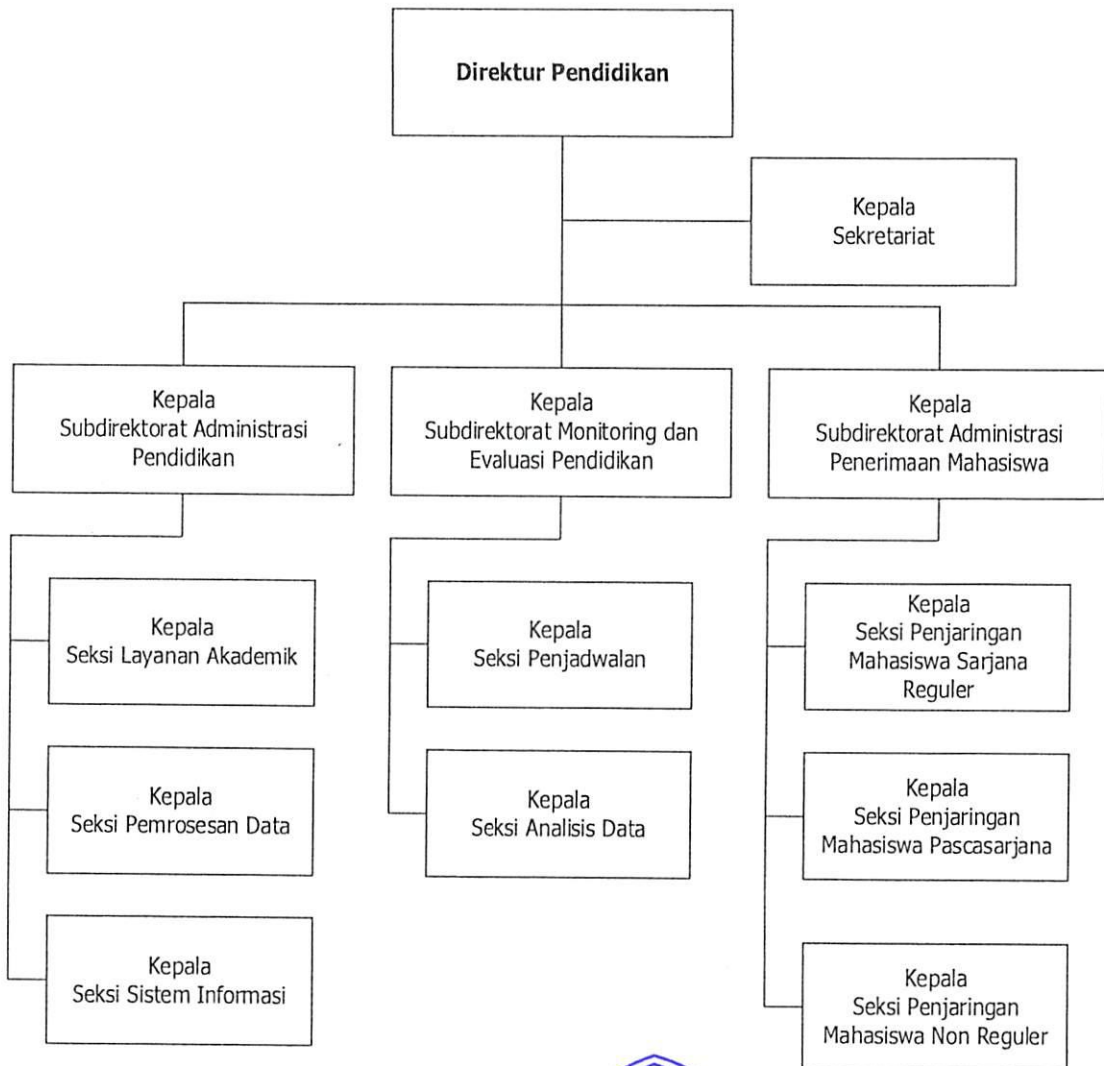 Direktur Pendidikan
Kepala
Sekretariat
Kepala
Subdirektorat Administrasi
Pendidikan
Kepala
Subdirektorat Monitoring dan
Evaluasi Pendidikan
Kepala
Subdirektorat Administrasi
Penerimaan Mahasiswa
Kepala
Seksi Layanan Akademik
Kepala
Seksi Pemrosesan Data
Kepala
Seksi Sistem Informasi
Kepala
Seksi Penjadwalan
Kepala
Seksi Analisis Data
Kepala
Seksi Penjaringan
Mahasiswa Sarjana
Reguler
Kepala
Seksi Penjaringan
Mahasiswa Pascasarjana
Kepala
Seksi Penjaringan
Mahasiswa Non Reguler